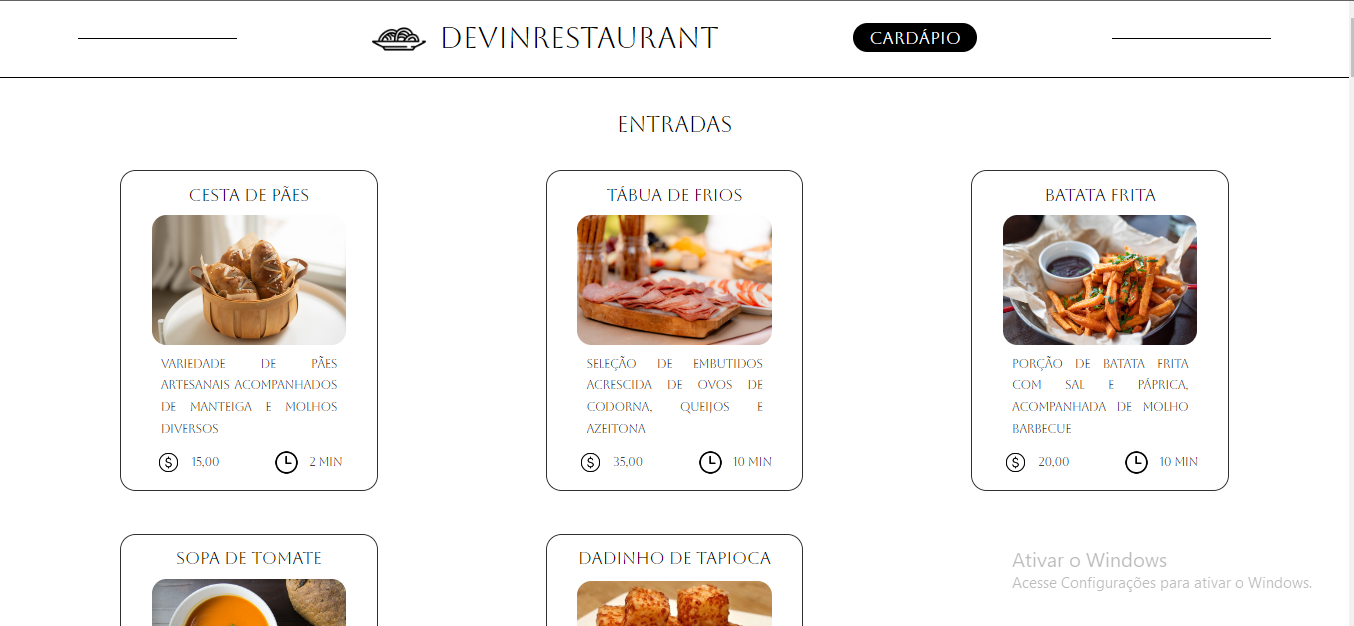 DEVINRESTAURANT
CARDÁPIO
ENTRADAS
CESTA DE PÃES
VARIEDADE DE PÃES
ARTESANAIS ACOMPANHADOS
DE MANTEIGA E MOLHOS
DIVERSOS
$ 15,00 2 MIN
TÁBUA DE FRIOS
SELEÇÃO DE EMBUTIDOS
ACRESCIDA DE OVOS DE
CODORNA, QUEIJOS E
AZEITONA
$ 35,00 10 MIN
BATATA FRITA
PORÇÃO DE BATATA FRITA
COM SAL E PÁPRICA,
ACOMPANHADA DE MOLHO
BARBECUE
$ 20,00 10 MIN
SOPA DE TOMATE
DADINHO DE TAPIOCA
Ativar o Windows
Acesse Configurações para ativar o Windows.